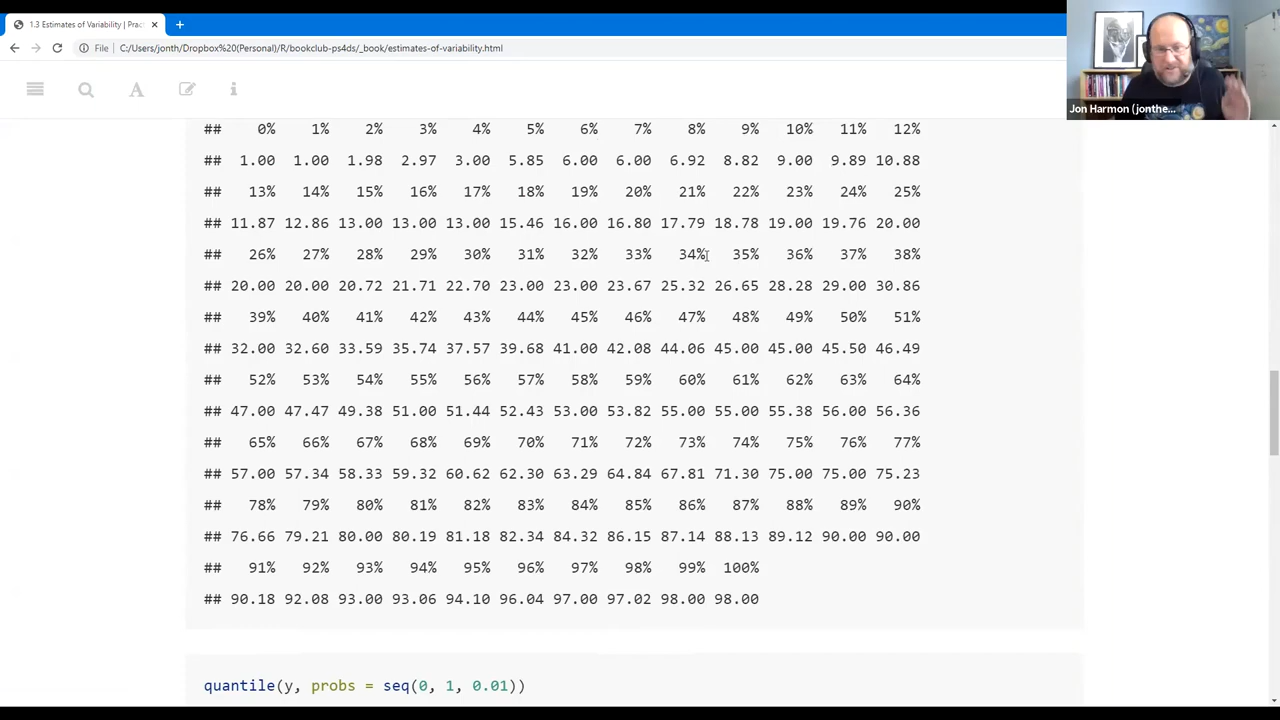 1.3 Estimates of Variability | Prac
File C:/Users/jonth/Dropbox%20(Personal)/R/bookclub-ps4ds/_book/estimates-of-variability.html
Jon Harmon (jonthe...
## 0% 1% 2% 3% 4% 5% 6% 7% 8% 9% 10% 11% 12%
## 1.00 1.00 1.98 2.97 3.00 5.85 6.00 6.00 6.92 8.82 9.00 9.89 10.88
## 13% 14% 15% 16% 17% 18% 19% 20% 21% 22% 23% 24% 25%
## 11.87 12.86 13.00 13.00 13.00 15.46 16.00 16.80 17.79 18.78 19.00 19.76 20.00
## 26% 27% 28% 29% 30% 31% 32% 33% 34% 35% 36% 37% 38%
## 20.00 20.00 20.72 21.71 22.70 23.00 23.00 23.67 25.32 26.65 28.28 29.00 30.86
## 39% 40% 41% 42% 43% 44% 45% 46% 47% 48% 49% 50% 51%
## 32.00 32.60 33.59 35.74 37.57 39.68 41.00 42.08 44.06 45.00 45.00 45.50 46.49
## 52% 53% 54% 55% 56% 57% 58% 59% 60% 61% 62% 63% 64%
## 47.00 47.47 49.38 51.00 51.44 52.43 53.00 53.82 55.00 55.00 55.38 56.00 56.36
## 65% 66% 67% 68% 69% 70% 71% 72% 73% 74% 75% 76% 77%
## 57.00 57.34 58.33 59.32 60.62 62.30 63.29 64.84 67.81 71.30 75.00 75.00 75.23
## 78% 79% 80% 81% 82% 83% 84% 85% 86% 87% 88% 89% 90%
## 76.66 79.21 80.00 80.19 81.18 82.34 84.32 86.15 87.14 88.13 89.12 90.00 90.00
## 91% 92% 93% 94% 95% 96% 97% 98% 99% 100%
## 90.18 92.08 93.00 93.06 94.10 96.04 97.00 97.02 98.00 98.00
quantile(y, probs = seq(0, 1, 0.01))